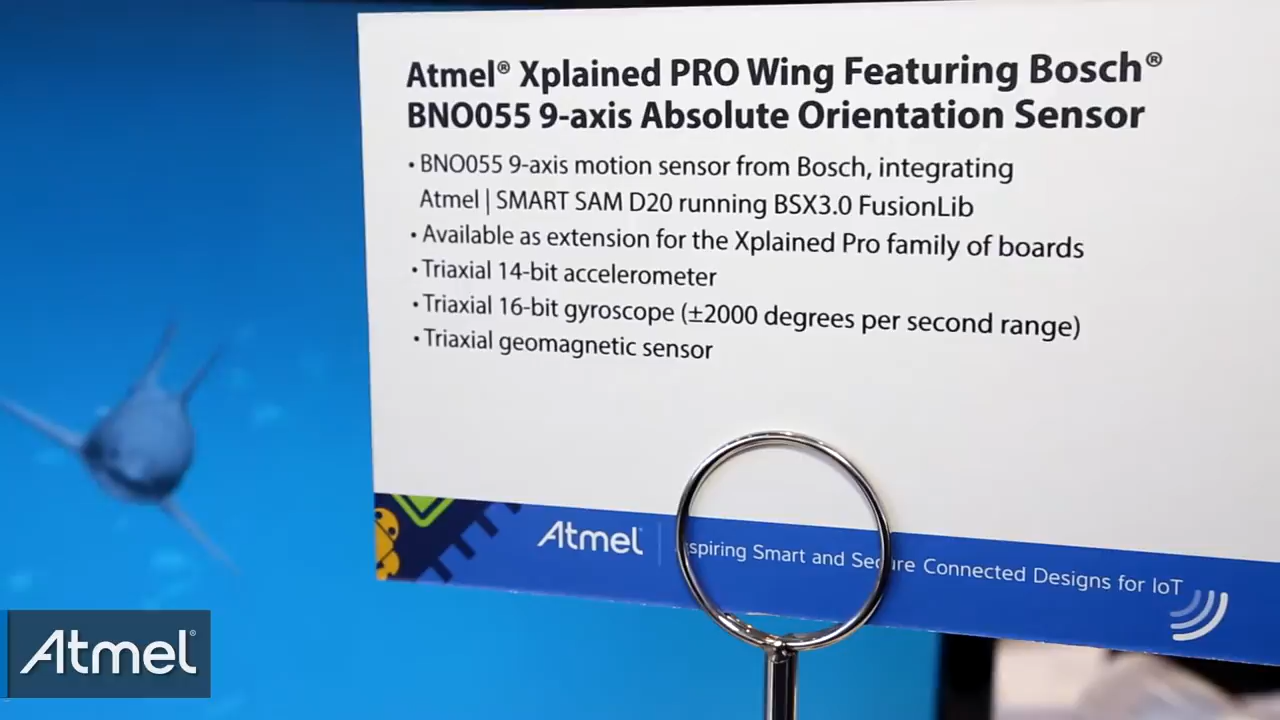 Atmel® Xplained PRO Wing Featuring Bosch®
BNO055 9-axis Absolute Orientation Sensor
• BNO055 9-axis motion sensor from Bosch, integrating
Atmel | SMART SAM D20 running BSX3.0 FusionLib
• Available as extension for the Xplained Pro family of boards
• Triaxial 14-bit accelerometer
• Triaxial 16-bit gyroscope (±2000 degrees per second range)
• Triaxial geomagnetic sensor
Atmel | Inspiring Smart and Secure Connected Designs for IoT
Atmel®